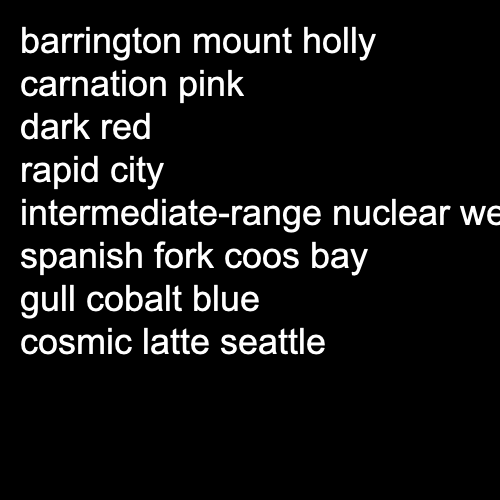 barrington mount holly
carnation pink
dark red
rapid city
intermediate-range nuclear
spanish fork coos bay
gull cobalt blue
cosmic latte seattle